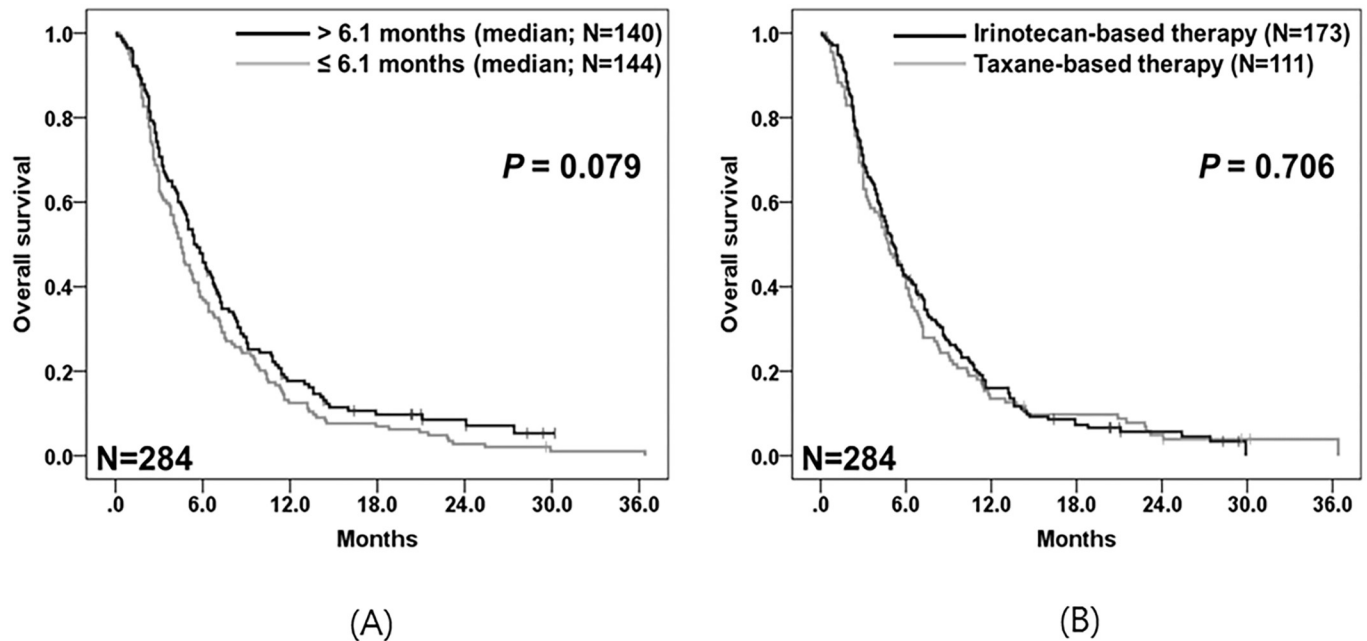 > 6.1 months (median; N=140)
≤ 6.1 months (median; N=144)
P = 0.079
Overall survival
1.0
0.8
0.6
0.4
0.2
0.0
N=284
.0 6.0 12.0 18.0 24.0 30.0 36.0
Months
(A)
Irinotecan-based therapy (N=173)
Taxane-based therapy (N=111)
P = 0.706
Overall survival
1.0
0.8
0.6
0.4
0.2
0.0
N=284
.0 6.0 12.0 18.0 24.0 30.0 36.0
Months
(B)